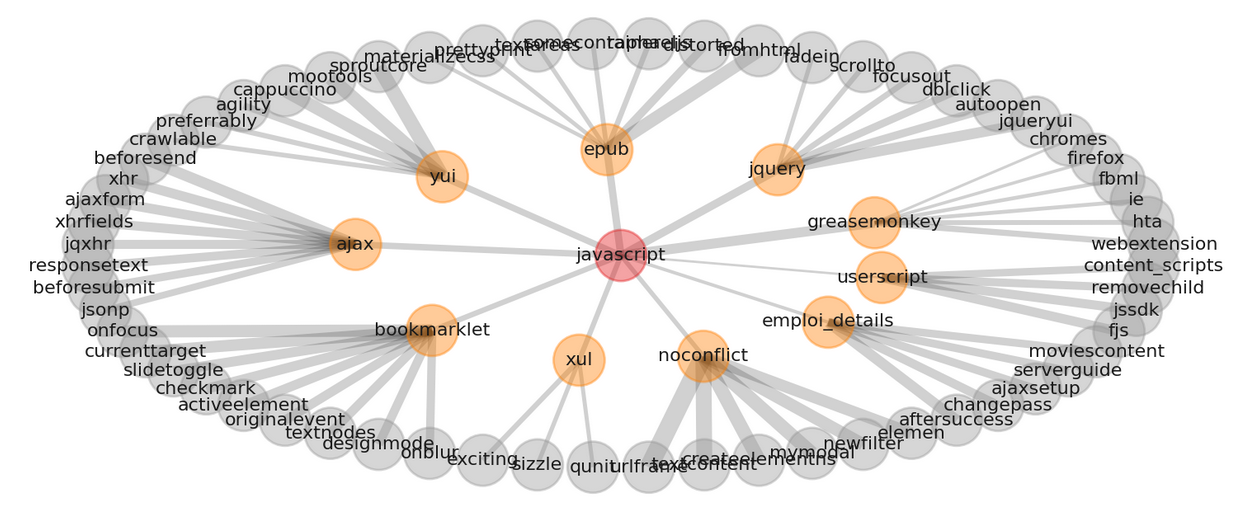 somecontainer
raphaeljs
textareas
distorted
prettyprint
fromhtml
materializecss
fadein
sproutcore
scrollto
mootools
focusout
cappuccino
dblclick
agility
autoopen
preferrably
jqueryui
crawlable
chromes
epub
beforesend
firefox
jquery
yui
xhr
fbml
ajaxform
ie
xhrfields
greasemonkey
hta
jqxhr
ajax
webextension
javascript
responsetext
content_scripts
userscript
beforesubmit
removechild
jsonp
jssdk
emploi_details
onfocus
bookmarklet
fjs
currenttarget
xul
noconflict
moviescontent
slidetoggle
serverguide
checkmark
ajaxsetup
activeelement
changepass
originalevent
aftersuccess
textnodes
elemen
designmode
newfilter
onblur
mymodal
exciting
createelementns
sizzle
textcontent
qunit
urlframe